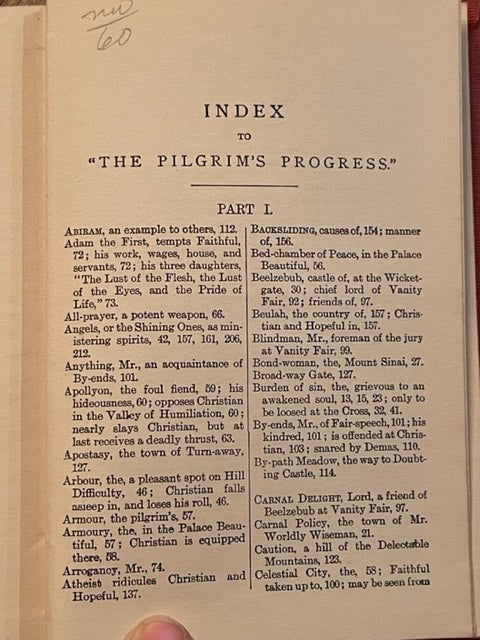 nw
60
INDEX
TO
"THE PILGRIM'S PROGRESS."
PART I.
ABIRAM, an example to others, 112.
Adam the First, tempts Faithful,
72; his work, wages, house, and
servants, 72; his three daughters,
"The Lust of the Flesh, the Lust
of the Eyes, and the Pride of
Life," 73.
All-prayer, a potent weapon, 66.
Angels, or the Shining Ones, as min-
istering spirits, 42, 157, 161, 206,
212.
Anything, Mr., an acquaintance of
By-ends, 101.
Apollyon, the foul fiend, 59; his
hideousness, 60; opposes Christian
in the Valley of Humiliation, 60;
nearly slays Christian, but at
last receives a deadly thrust, 63.
Apostasy, the town of Turn-away,
127.
Arbour, the, a pleasant spot on Hill
Difficulty, 46; Christian falls
asleep in, and loses his roll, 46.
Armour, the pilgrim's, 57.
Armoury, the, in the Palace Beau-
tiful, 57; Christian is equipped
there, 58.
Arrogancy, Mr., 74.
Atheist ridicules Christian and
Hopeful, 137.
BACKSLIDING, causes of, 154; manner
of, 156.
Bed-chamber of Peace, in the Palace
Beautiful, 56.
Beelzebub, castle of, at the Wicket-
gate, 30; chief lord of Vanity
Fair, 92; friends of, 97.
Beulah, the country of, 157; Chris-
tian and Hopeful in, 157.
Blindman, Mr., foreman of the jury
at Vanity Fair, 99.
Bond-woman, the, Mount Sinai, 27.
Broad-way Gate, 127.
Burden of sin, the, grievous to an
awakened soul, 13, 15, 23; only to
be loosed at the Cross, 32, 41.
By-ends, Mr., of Fair-speech, 101; his
kindred, 101; is offended at Chris-
tian, 103; snared by Demas, 110.
By-path Meadow, the way to Doubt-
ing Castle, 114.
CARNAL DELIGHT, Lord, a friend of
Beelzebub at Vanity Fair, 97.
Carnal Policy, the town of Mr.
Worldly Wiseman, 21.
Caution, a hill of the Delectable
Mountains, 123.
Celestial City, the, 58; Faithful
taken up to, 100; may be seen from